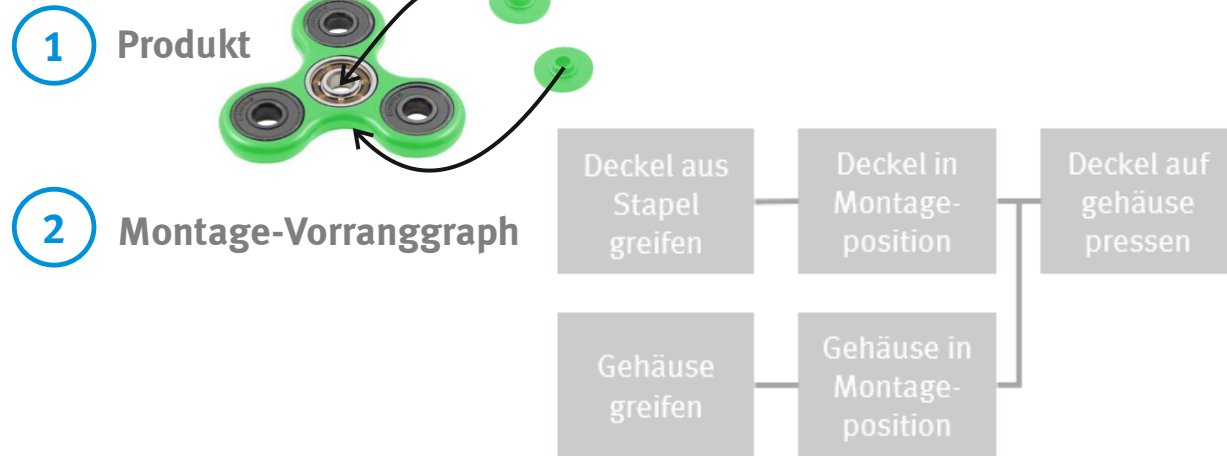 1
Produkt
2
Montage-Vorranggraph
Deckel aus
Stapel
greifen
Deckel in
Montage-
position
Deckel auf
gehäuse
pressen
Gehäuse
greifen
Gehäuse in
Montage-
position